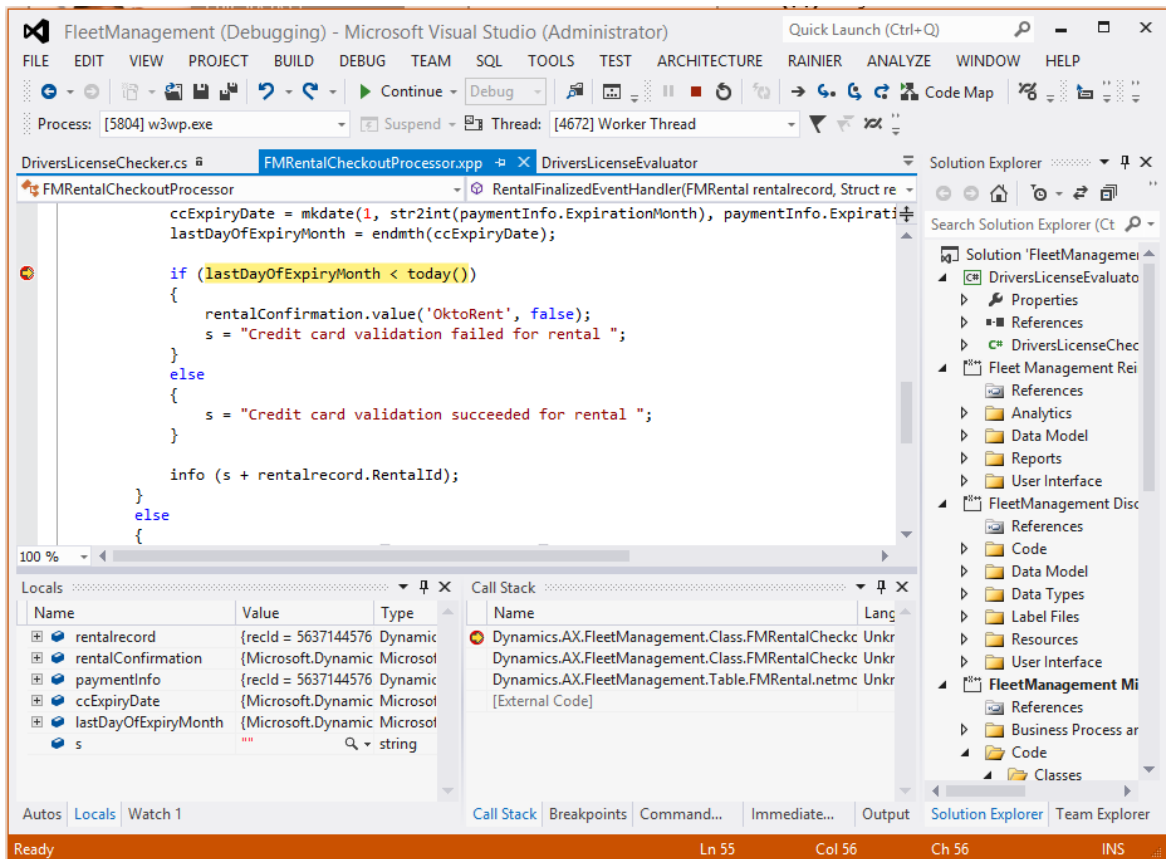 FleetManagement (Debugging) - Microsoft Visual Studio (Administrator)
Quick Launch (Ctrl+Q)
FILE EDIT VIEW PROJECT BUILD DEBUG TEAM SQL TOOLS TEST ARCHITECTURE RAINIER ANALYZE WINDOW HELP
Continue Debug Code Map
Process: [5804] w3wp.exe Suspend Thread: [4672] Worker Thread
DriversLicenseChecker.cs FMRentalCheckoutProcessor.xpp DriversLicenseEvaluator
FMRentalCheckoutProcessor RentalFinalizedEventHandler(FMRental rentalrecord, Struct re
ccExpiryDate = mkdate(1, str2int(paymentInfo.ExpirationMonth), paymentInfo.Expirati
lastDayOfExpiryMonth = endmth(ccExpiryDate);
if (lastDayOfExpiryMonth < today())
{
rentalConfirmation.value('OktoRent', false);
s = "Credit card validation failed for rental ";
}
else
{
s = "Credit card validation succeeded for rental ";
}
info (s + rentalrecord.RentalId);
}
else
{
100 %
Locals
Name Value Type
rentalrecord {recId = 5637144576 Dynamic
rentalConfirmation {Microsoft.Dynamic Microsof
paymentInfo {recId = 5637144576 Dynamic
ccExpiryDate {Microsoft.Dynamic Microsof
lastDayOfExpiryMonth {Microsoft.Dynamic Microsof
s "" string
Autos Locals Watch 1
Call Stack
Name Lang
Dynamics.AX.FleetManagement.Class.FMRentalCheckc Unkr
Dynamics.AX.FleetManagement.Class.FMRentalCheckc Unkr
Dynamics.AX.FleetManagement.Table.FMRental.netmc Unkr
[External Code]
Call Stack Breakpoints Command... Immediate... Output
Solution Explorer
Search Solution Explorer (Ct
Solution 'FleetManagemer
C# DriversLicenseEvaluato
Properties
References
C# DriversLicenseChec
Fleet Management Rei
References
Analytics
Data Model
Reports
User Interface
FleetManagement Disc
References
Code
Data Model
Data Types
Label Files
Resources
User Interface
FleetManagement Mi
References
Business Process ar
Code
Classes
Solution Explorer Team Explorer
Ready Ln 55 Col 56 Ch 56 INS